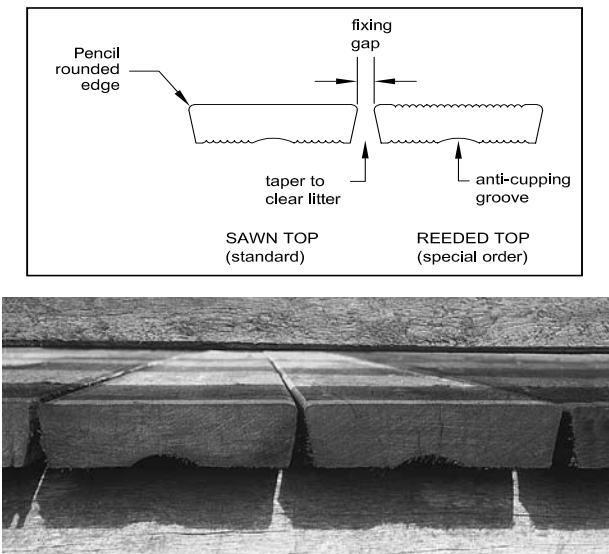 fixing
gap
Pencil
rounded
edge
taper to
clear litter
anti-cupping
groove
SAWN TOP
(standard)
REEDED TOP
(special order)